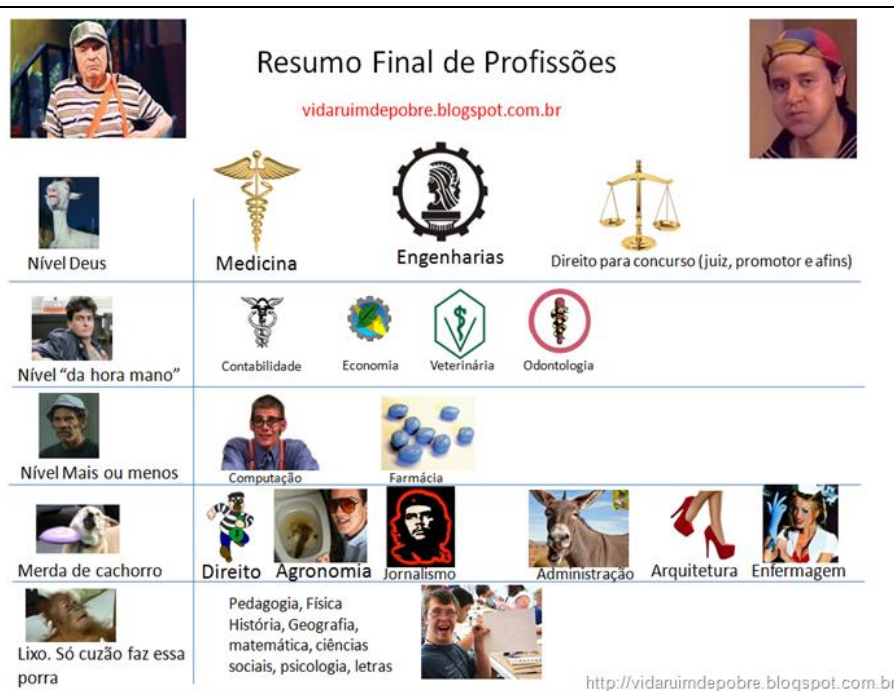 Resumo Final de Profissões
vidaruimdepobre.blogspot.com.br
Nível Deus
Medicina
Engenharias
Direito para concurso (juiz, promotor e afins)
Nível “da hora mano”
Contabilidade
Economia
Veterinária
Odontologia
Nível Mais ou menos
Computação
Farmácia
Merda de cachorro
Direito
Agronomia
Jornalismo
Administração
Arquitetura
Enfermagem
Lixo. Só cuzão faz essa
porra
Pedagogia, Física
História, Geografia,
matemática, ciências
sociais, psicologia, letras
http://vidaruimdepobre.blogspot.com.br